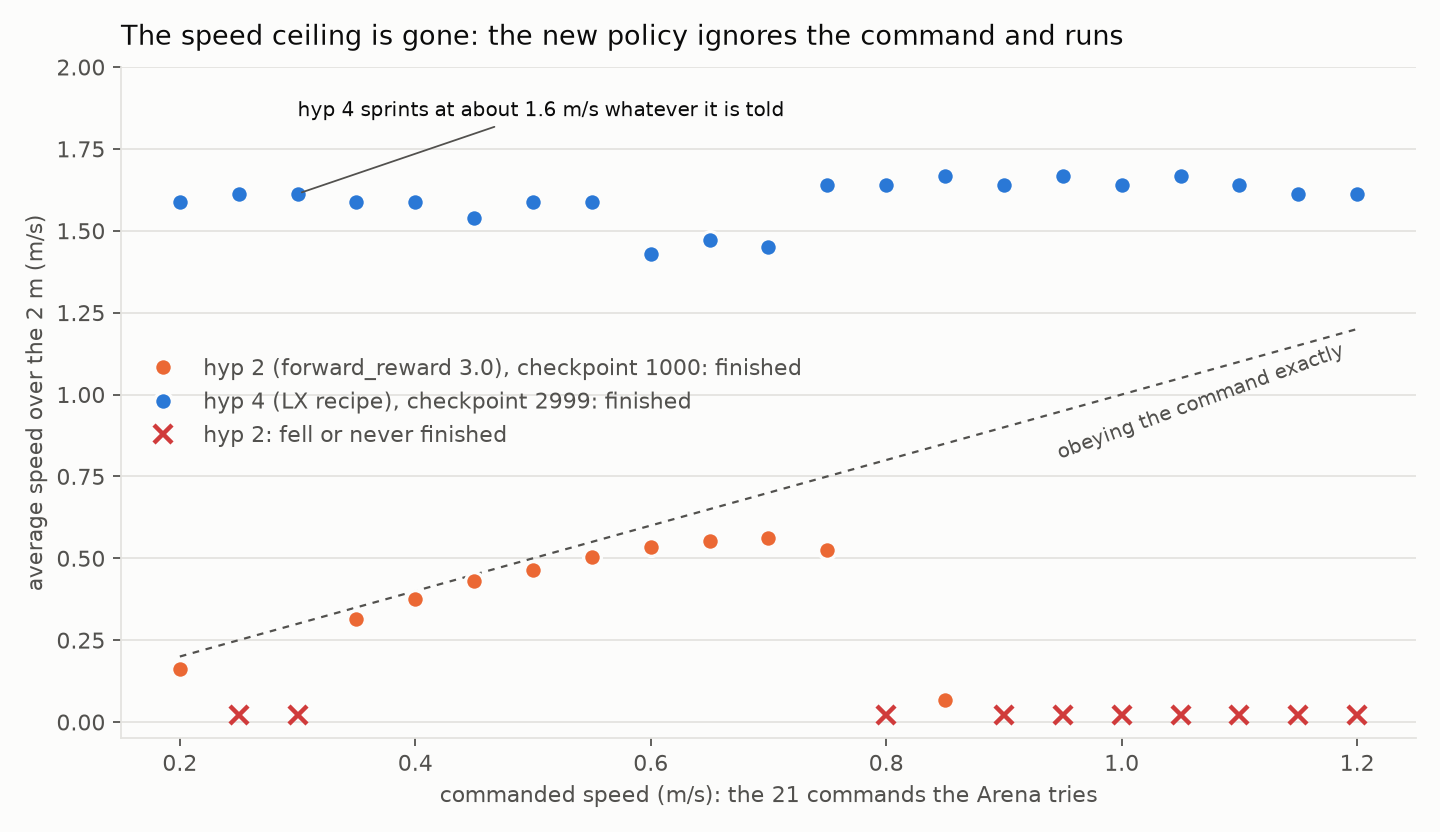 The speed ceiling is gone: the new policy ignores the command and runs
average speed over the 2 m (m/s)
2.00
1.75
1.50
1.25
1.00
0.75
0.50
0.25
0.00
hyp 4 sprints at about 1.6 m/s whatever it is told
hyp 2 (forward_reward 3.0), checkpoint 1000: finished
hyp 4 (LX recipe), checkpoint 2999: finished
hyp 2: fell or never finished
obeying the command exactly
0.2 0.4 0.6 0.8 1.0 1.2
commanded speed (m/s): the 21 commands the Arena tries